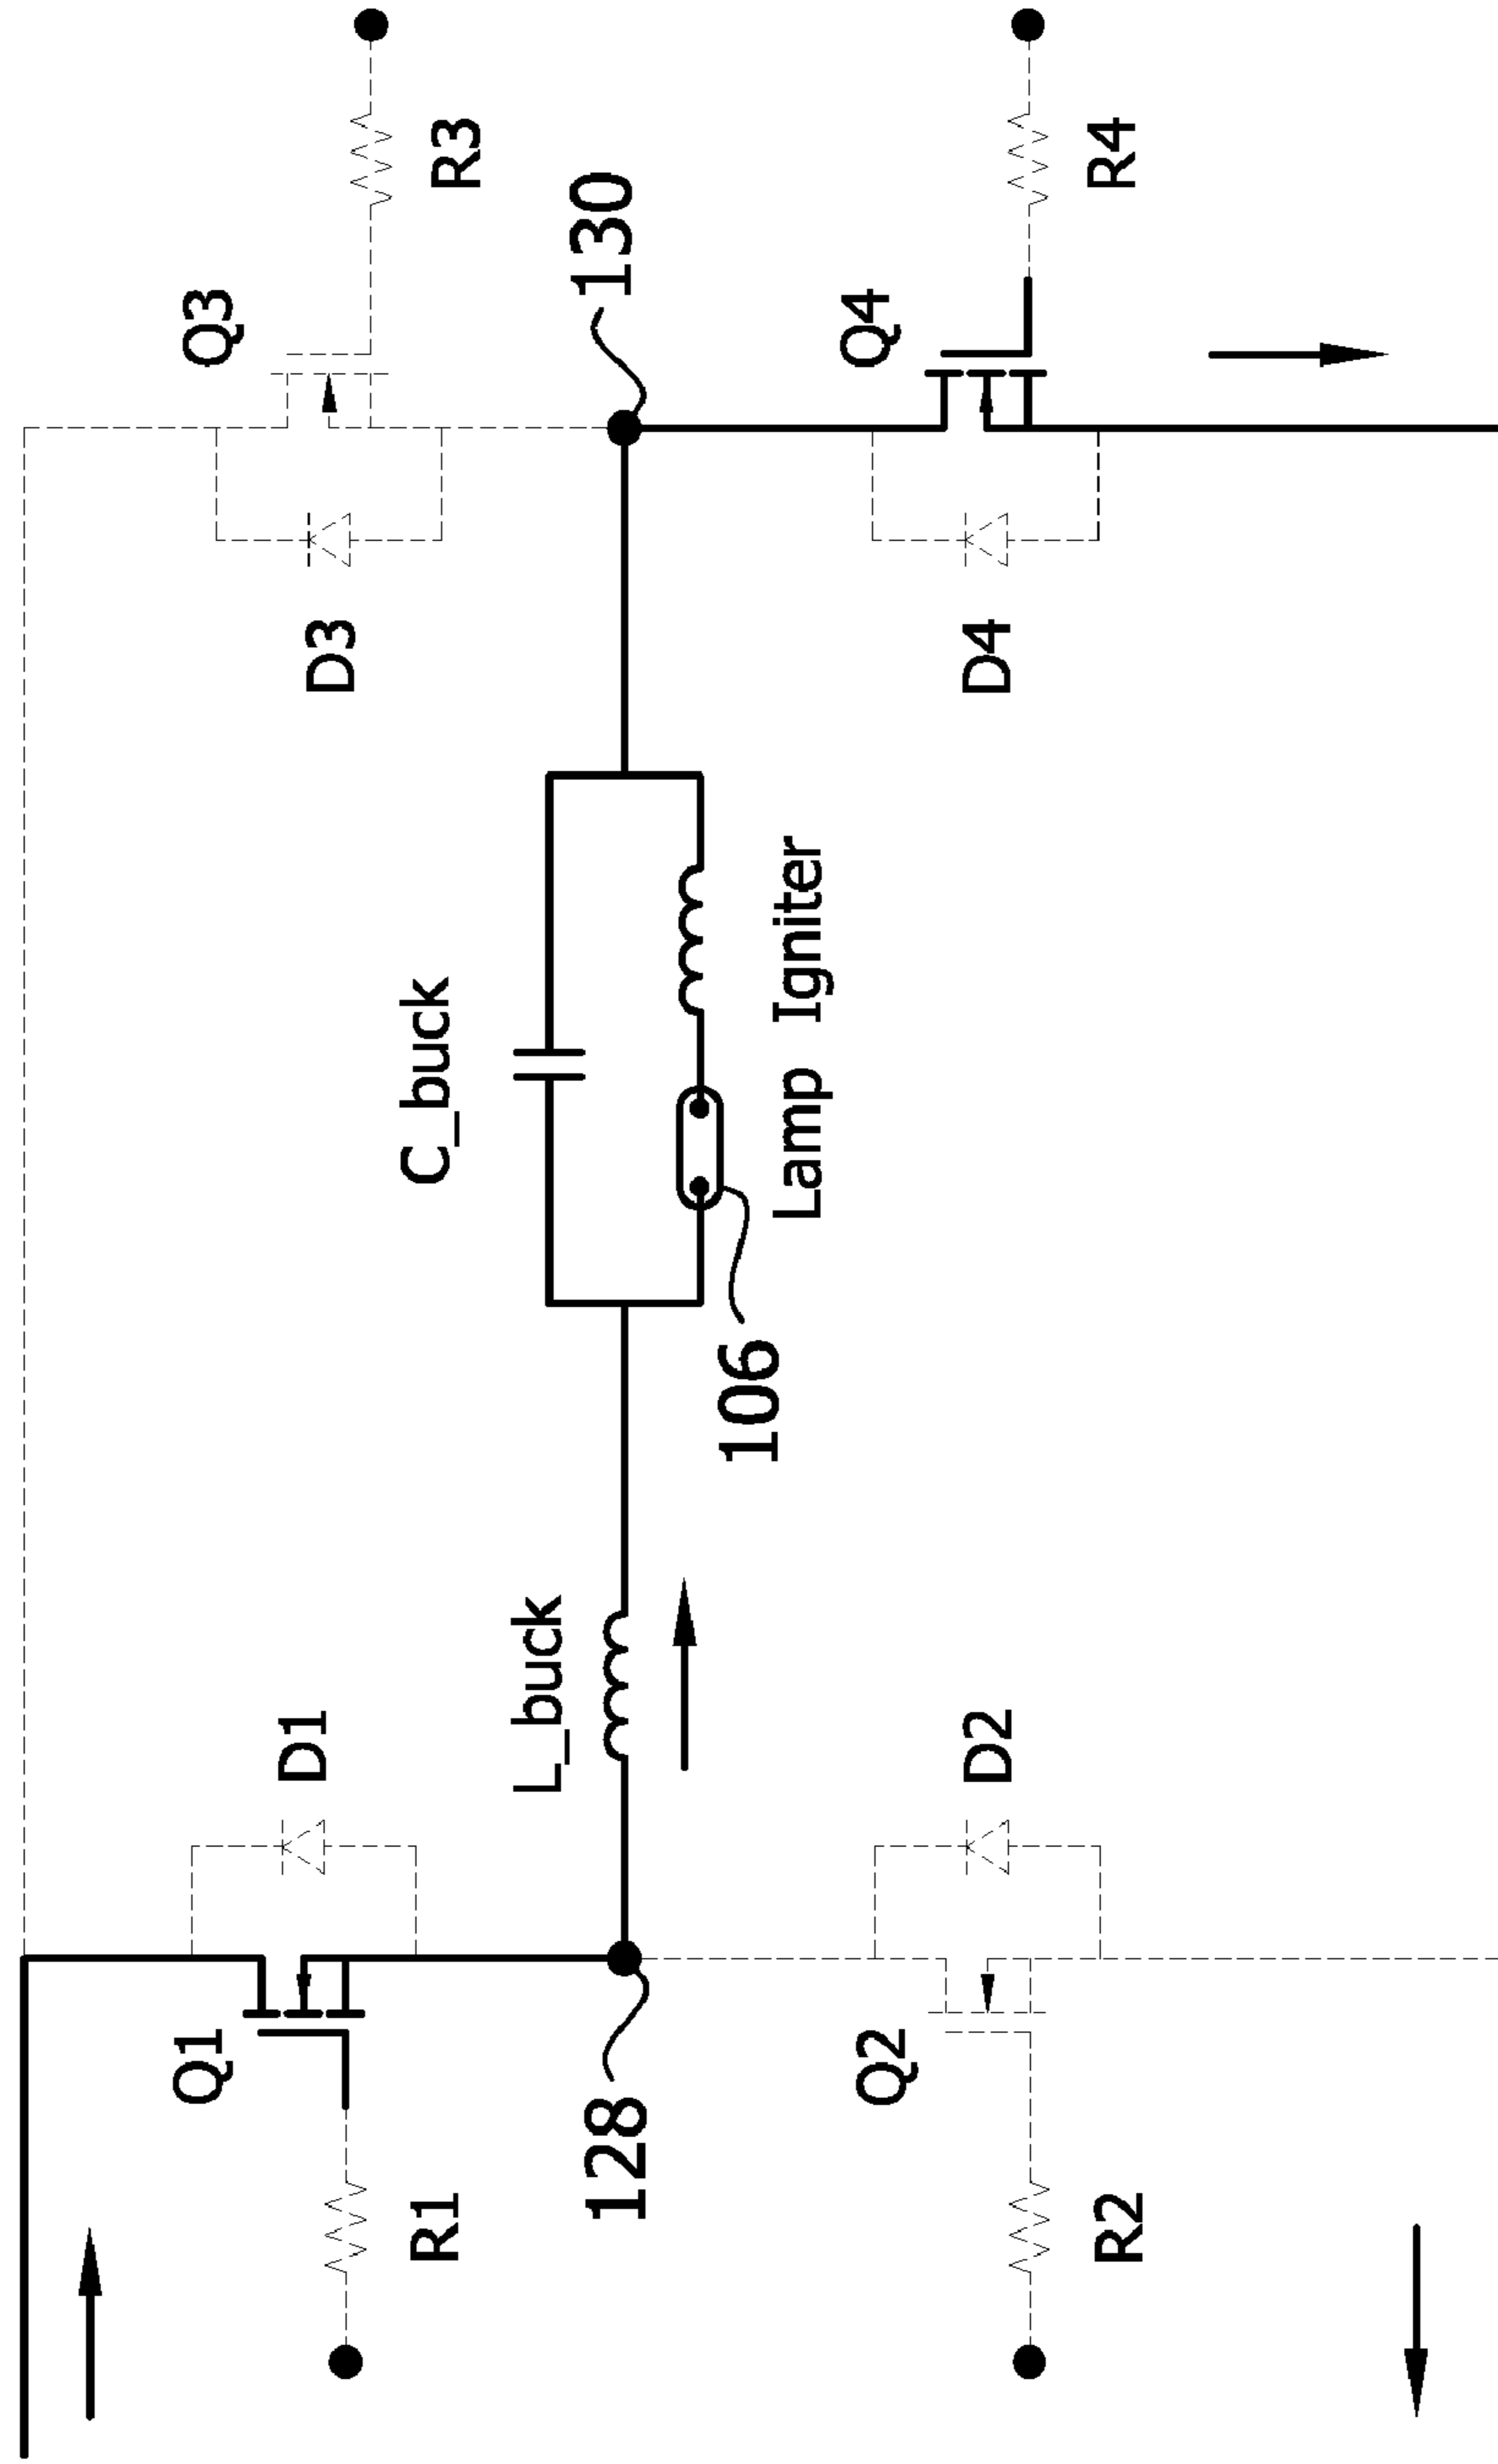 Q1
D1
R1
L_buck
128
Q2
D2
R2
C_buck
106
Lamp Igniter
Q3
D3
R3
130
Q4
D4
R4